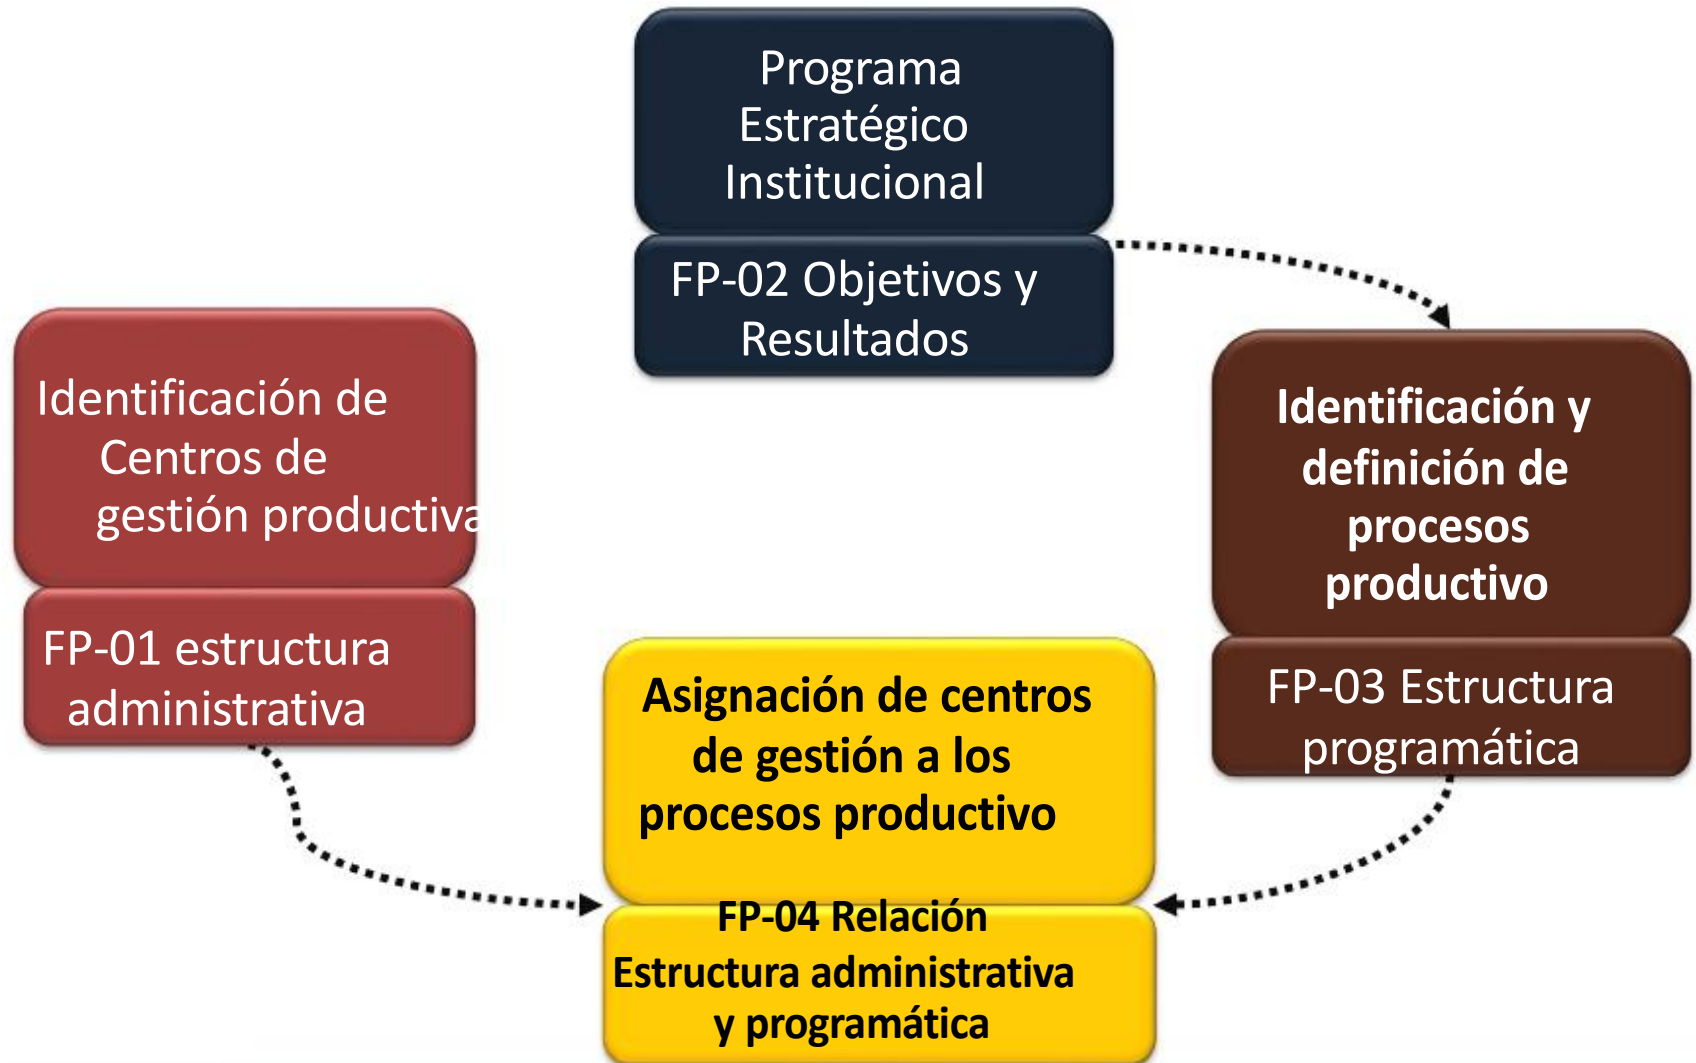 Programa
Estratégico
Institucional
FP-02 Objetivos y
Resultados
Identificación de
Centros de
gestión productiva
FP-01 estructura
administrativa
Identificación y
definición de
procesos
productivo
FP-03 Estructura
programática
Asignación de centros
de gestión a los
procesos productivo
FP-04 Relación
Estructura administrativa
y programática